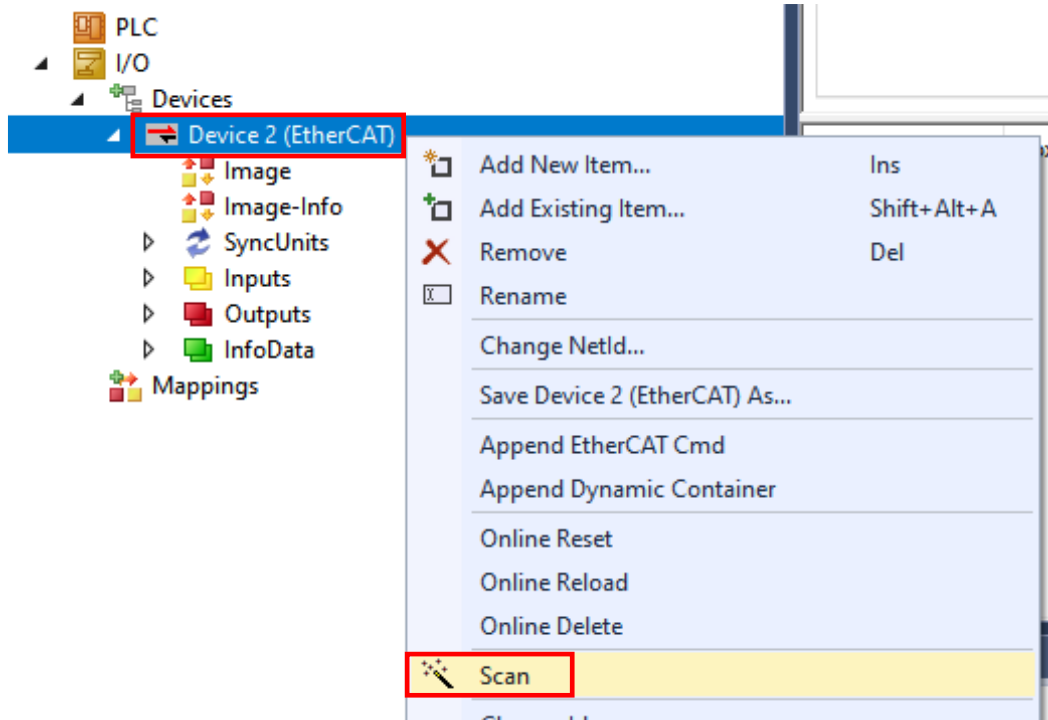 PLC
I/O
Devices
Device 2 (EtherCAT)
Image
Image-Info
SyncUnits
Inputs
Outputs
InfoData
Mappings
Add New Item... Ins
Add Existing Item... Shift+Alt+A
Remove Del
Rename
Change NetId...
Save Device 2 (EtherCAT) As...
Append EtherCAT Cmd
Append Dynamic Container
Online Reset
Online Reload
Online Delete
Scan